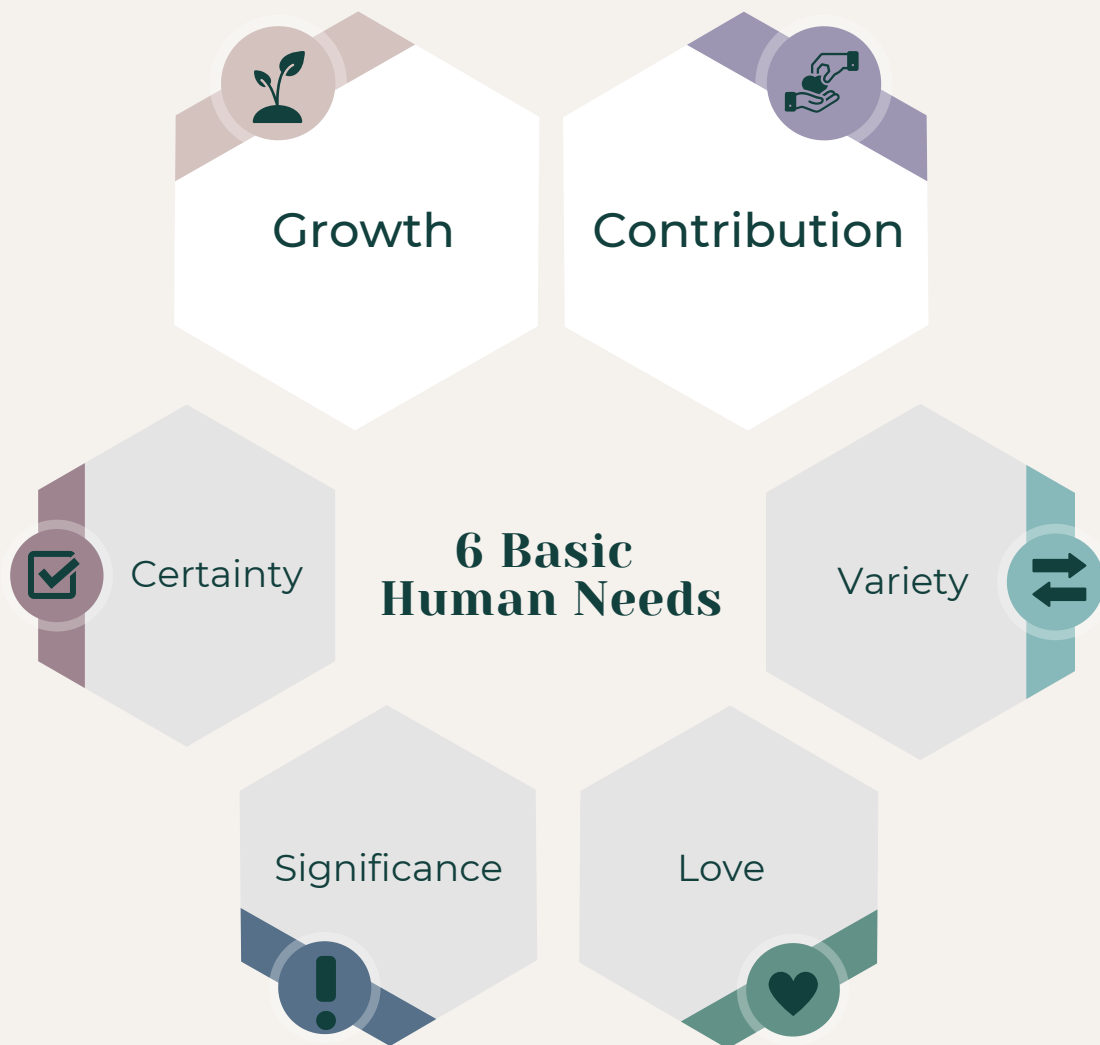 Growth
Contribution
Certainty
6 Basic
Human Needs
Variety
Significance
Love